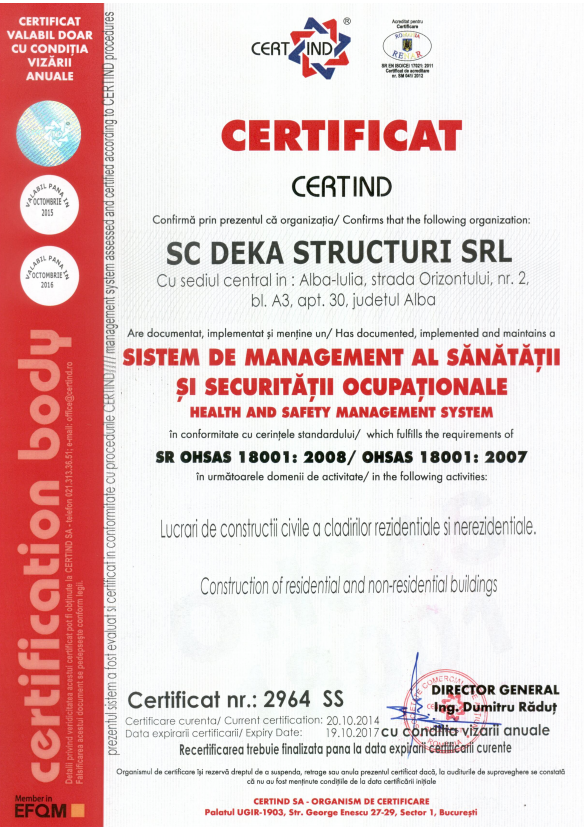 CERTIFICAT
VALABIL DOAR
CU CONDIȚIA
VIZĂRII
ANUALE
VALABIL PANA IN
OCTOMBRIE
2015
VALABIL PANA IN
OCTOMBRIE
2016
certification body
Detalii privind veridicitatea acestui certificat pot fi obținute la CERTIND SA - telefon 021.313.36.51; e-mail: office@certind.ro
Falsificarea acestui document se pedepsește conform legii.
prezentul sistem a fost evaluat si certificat in conformitate cu procedurile CERTIND//// management system assessed and certified according to CERTIND procedures
Member in
EFQM
CERT IND ®
Acreditat pentru
Certificare
ROMANIA
RENAR
SR EN ISO/CEI 17021: 2011
Certificat de acreditare
nr. SM 041/ 2013
CERTIFICAT
CERTIND
Confirmă prin prezentul că organizația/ Confirms that the following organization:
SC DEKA STRUCTURI SRL
Cu sediul central in : Alba-Iulia, strada Orizontului, nr. 2,
bl. A3, apt. 30, judetul Alba
Are documentat, implementat și menține un/ Has documented, implemented and maintains a
SISTEM DE MANAGEMENT AL SĂNĂTĂȚII
ȘI SECURITĂȚII OCUPAȚIONALE
HEALTH AND SAFETY MANAGEMENT SYSTEM
în conformitate cu cerințele standardului/ which fulfills the requirements of
SR OHSAS 18001: 2008/ OHSAS 18001: 2007
în următoarele domenii de activitate/ in the following activities:
Lucrari de constructii civile a cladirilor rezidentiale si nerezidentiale.
Construction of residential and non-residential buildings
DIRECTOR GENERAL
Ing. Dumitru Răduț
Certificat nr.: 2964 SS
Certificare curenta/ Current certification: 20.10.2014
Data expirarii certificarii/ Expiry Date: 19.10.2017 cu conditia vizării anuale
Recertificarea trebuie finalizata pana la data expirarii certificarii curente
Organismul de certificare își rezervă dreptul de a suspenda, retrage sau anula prezentul certificat dacă, la auditurile de supraveghere se constată
că nu au fost menținute condițiile de la data certificării inițiale
CERTIND SA - ORGANISM DE CERTIFICARE
Palatul UGIR-1903, Str. George Enescu 27-29, Sector 1, București